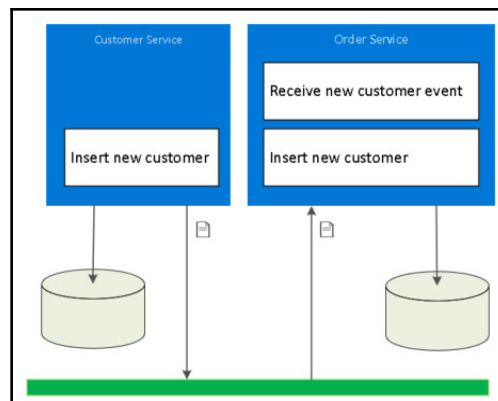 Customer Service
Order Service
Receive new customer event
Insert new customer
Insert new customer